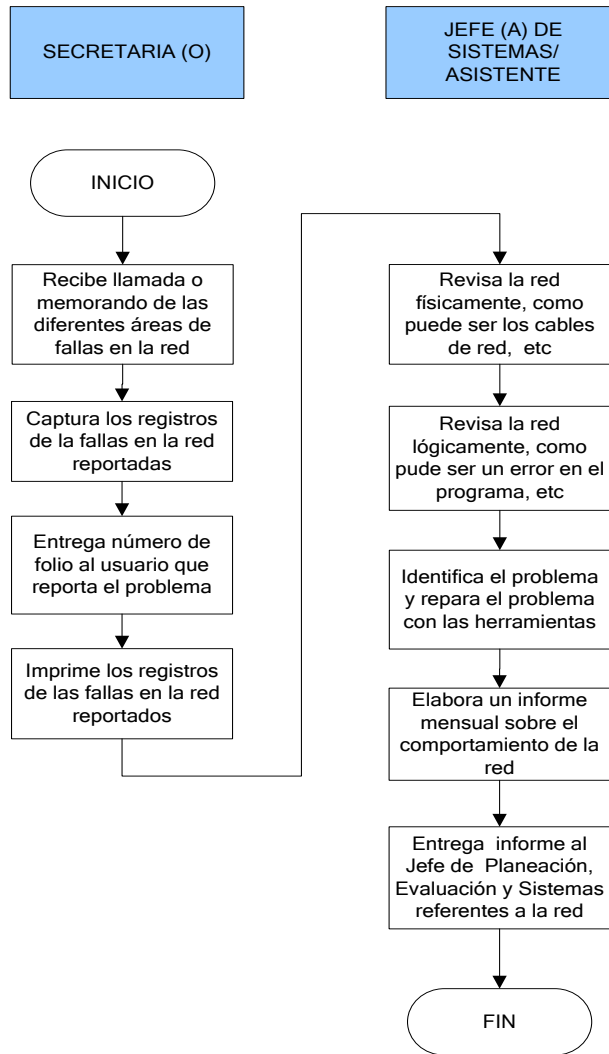 SECRETARIA (O)
JEFE (A) DE
SISTEMAS/
ASISTENTE
INICIO
Recibe llamada o
memorando de las
diferentes áreas de
fallas en la red
Captura los registros
de la fallas en la red
reportadas
Entrega número de
folio al usuario que
reporta el problema
Imprime los registros
de las fallas en la red
reportados
Revisa la red
físicamente, como
puede ser los cables
de red, etc
Revisa la red
lógicamente, como
pude ser un error en el
programa, etc
Identifica el problema
y repara el problema
con las herramientas
Elabora un informe
mensual sobre el
comportamiento de la
red
Entrega informe al
Jefe de Planeación,
Evaluación y Sistemas
referentes a la red
FIN